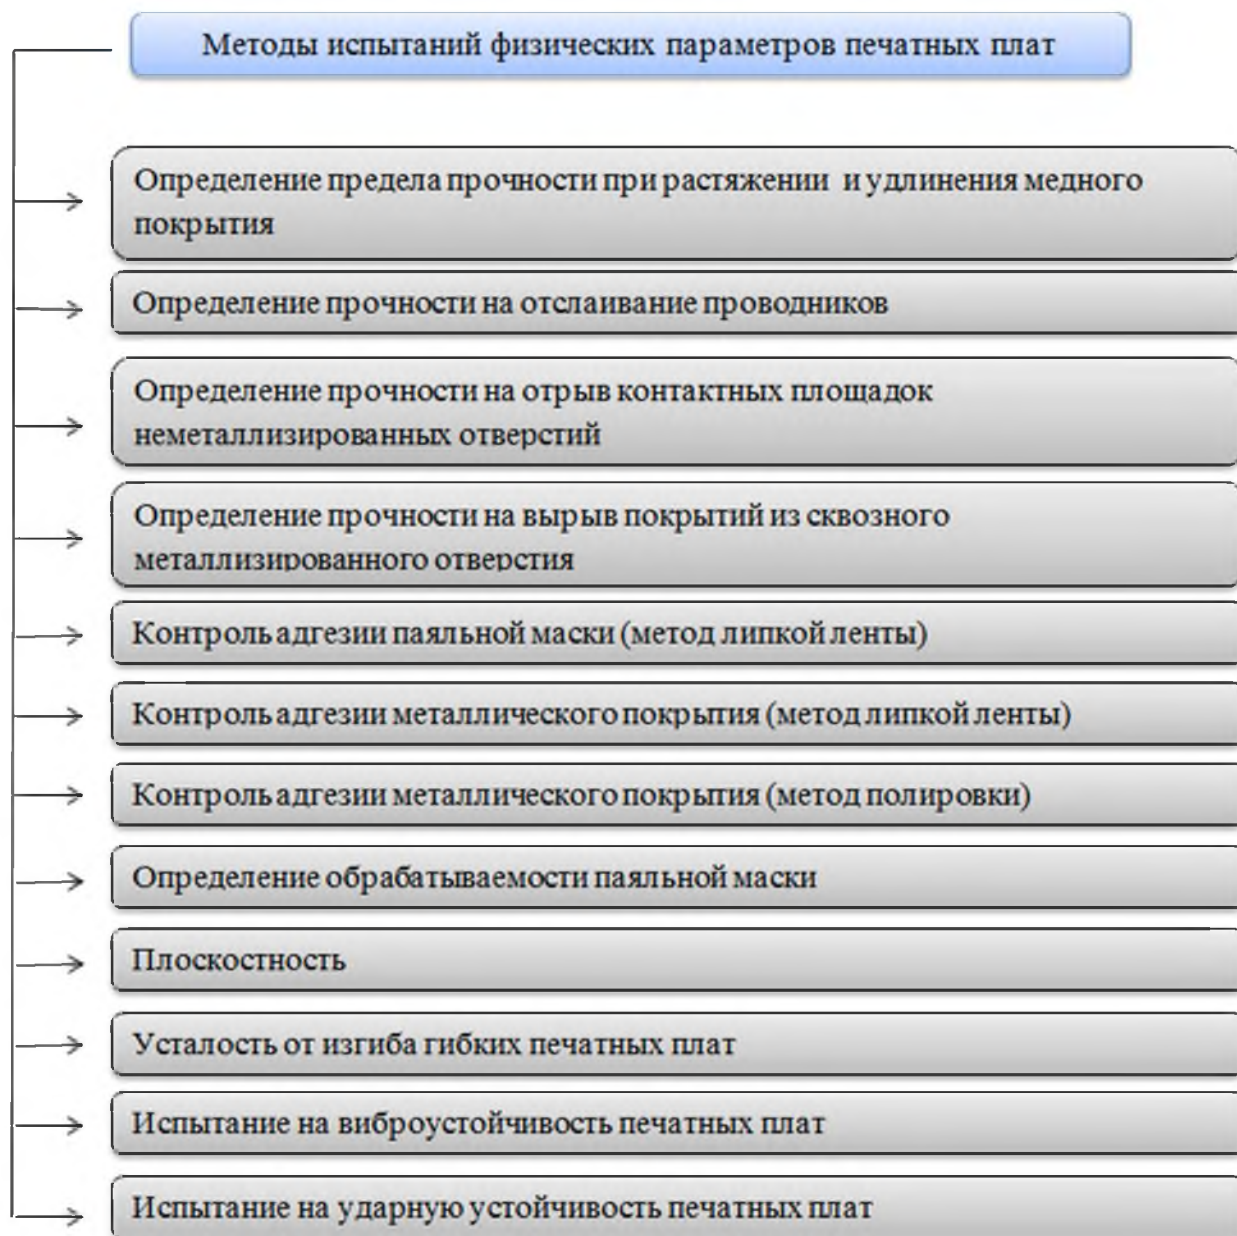 Методы испытаний физических параметров печатных плат
Определение предела прочности при растяжении и удлинения медного
покрытия
Определение прочности на отслаивание проводников
Определение прочности на отрыв контактных площадок
неметаллизированных отверстий
Определение прочности на вырыв покрытий из сквозного
металлизированного отверстия
Контроль адгезии паяльной маски (метод липкой ленты)
Контроль адгезии металлического покрытия (метод липкой ленты)
Контроль адгезии металлического покрытия (метод полировки)
Определение обрабатываемости паяльной маски
Плоскостность
Усталость от изгиба гибких печатных плат
Испытание на виброустойчивость печатных плат
Испытание на ударную устойчивость печатных плат